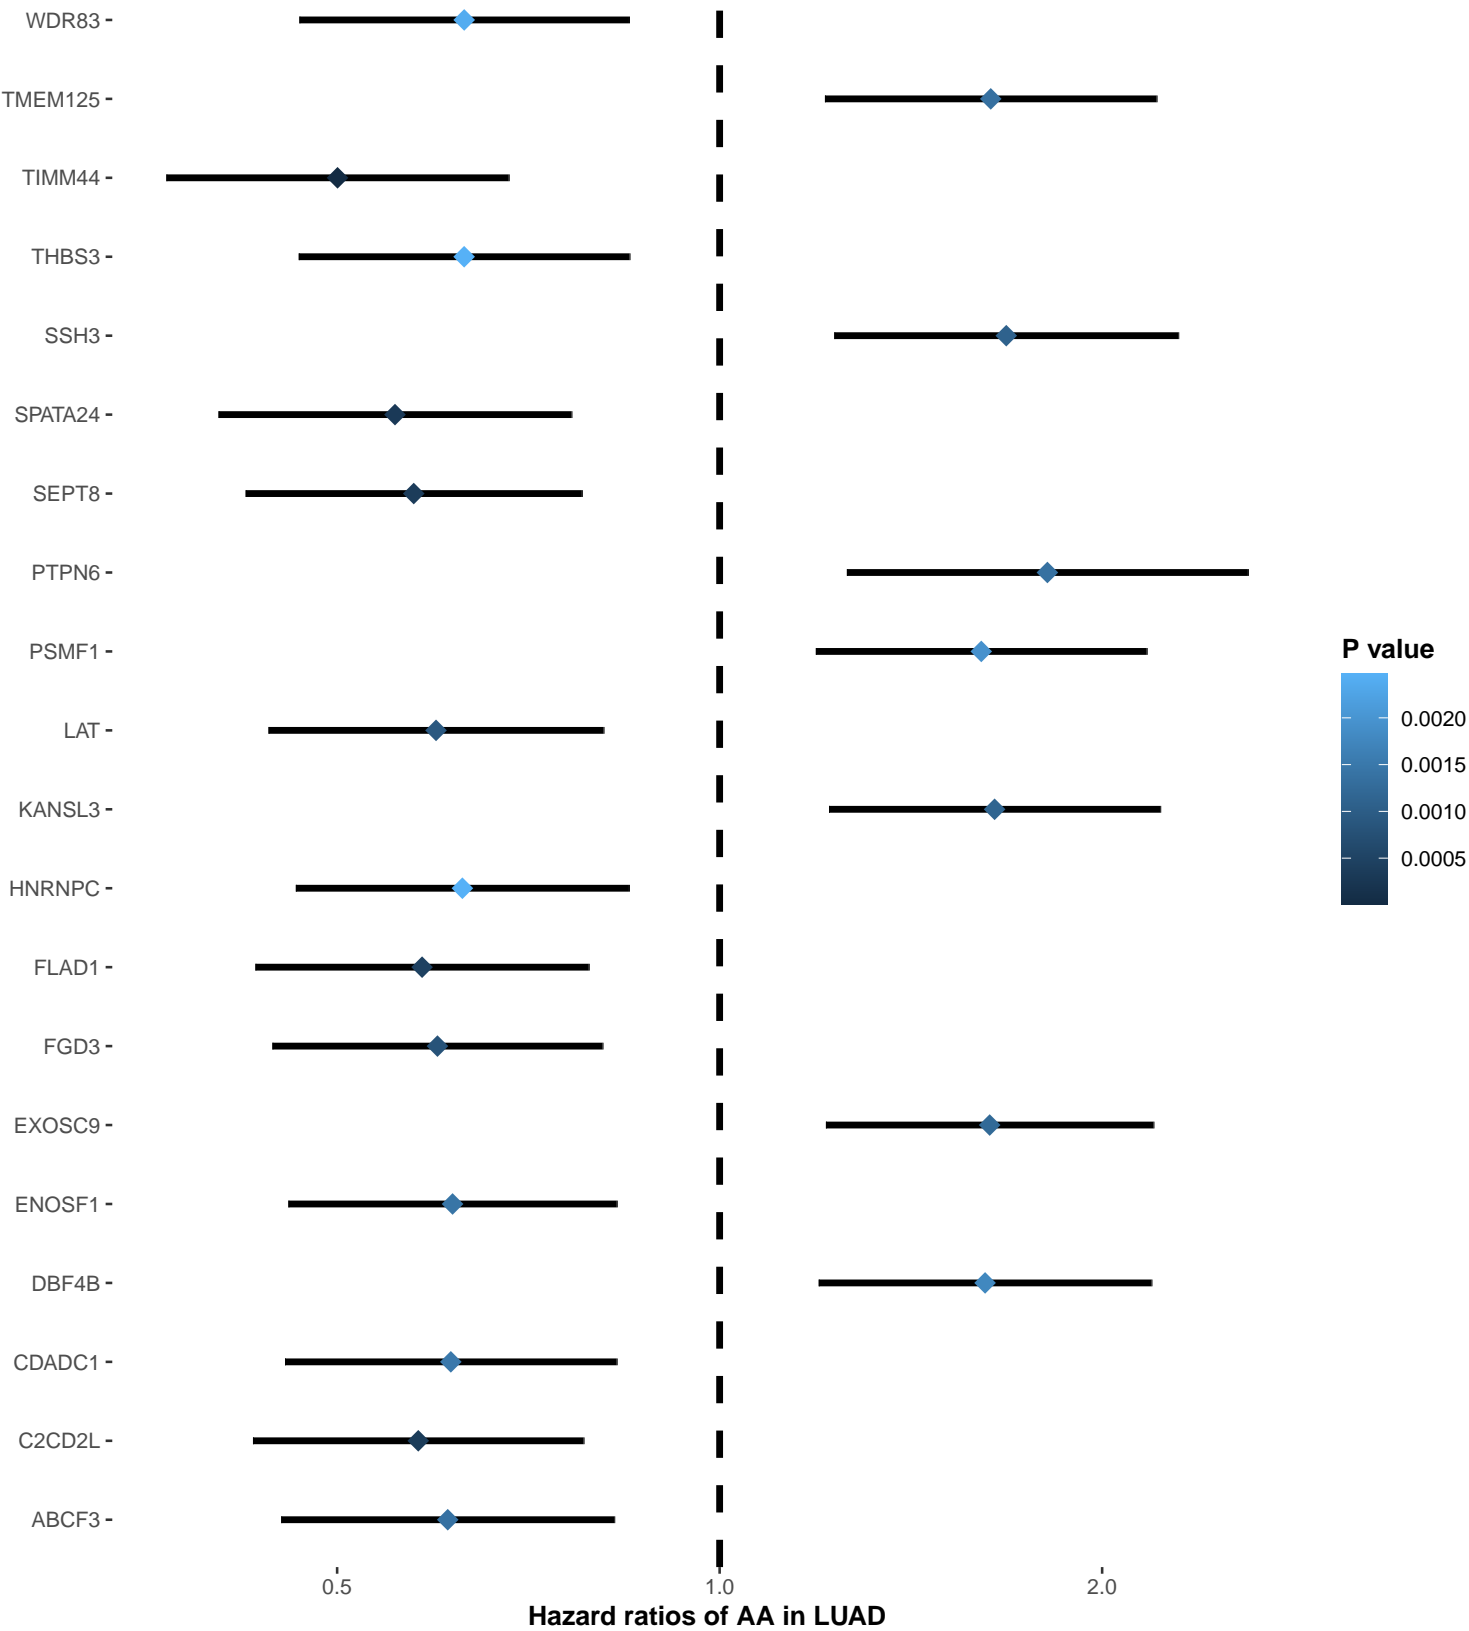 WDR83
TMEM125
TIMM44
THBS3
SSH3
SPATA24
SEPT8
PTPN6
PSMF1
LAT
KANSL3
HNRNPC
FLAD1
FGD3
EXOSC9
ENOSF1
DBF4B
CDADC1
C2CD2L
ABCF3
0.5 1.0 2.0
Hazard ratios of AA in LUAD
P value
0.0020
0.0015
0.0010
0.0005